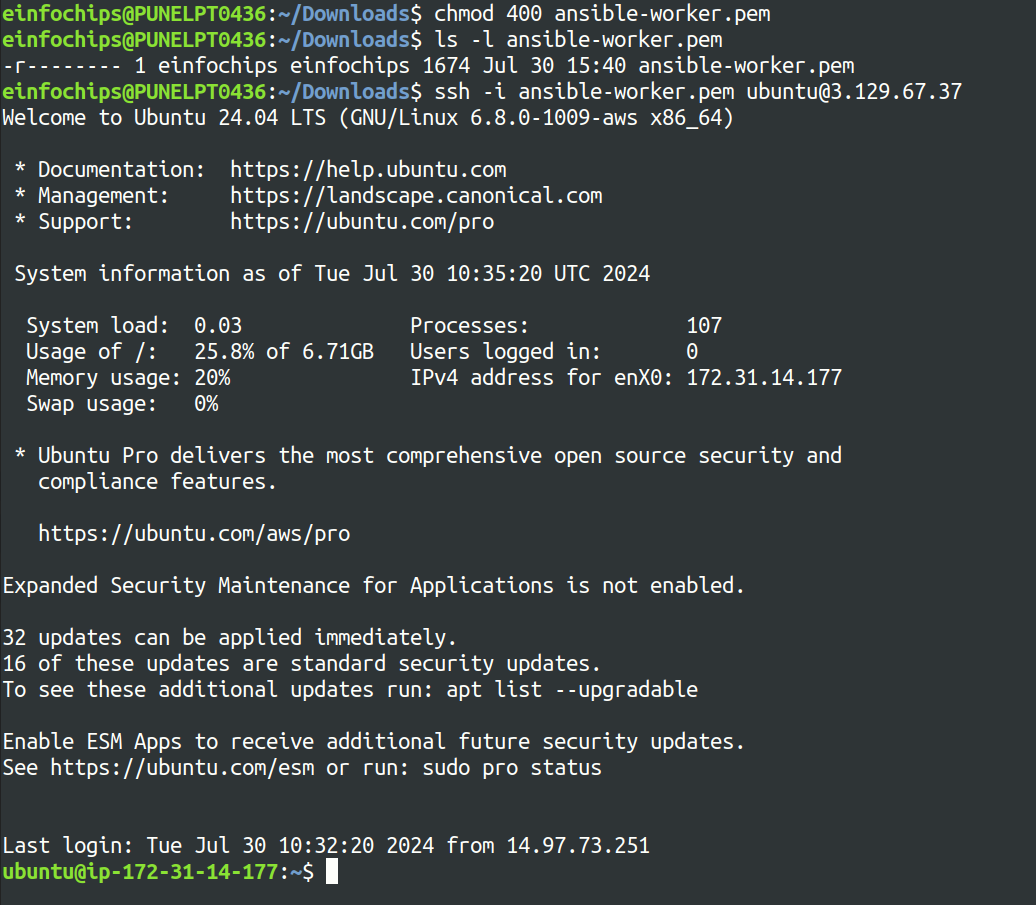 einfochips@PUNELPT0436:~/Downloads$ chmod 400 ansible-worker.pem
einfochips@PUNELPT0436:~/Downloads$ ls -l ansible-worker.pem
-r-------- 1 einfochips einfochips 1674 Jul 30 15:40 ansible-worker.pem
einfochips@PUNELPT0436:~/Downloads$ ssh -i ansible-worker.pem ubuntu@3.129.67.37
Welcome to Ubuntu 24.04 LTS (GNU/Linux 6.8.0-1009-aws x86_64)

 * Documentation:  https://help.ubuntu.com
 * Management:     https://landscape.canonical.com
 * Support:        https://ubuntu.com/pro

 System information as of Tue Jul 30 10:35:20 UTC 2024

  System load:  0.03              Processes:             107
  Usage of /:   25.8% of 6.71GB   Users logged in:       0
  Memory usage: 20%               IPv4 address for enX0: 172.31.14.177
  Swap usage:   0%

 * Ubuntu Pro delivers the most comprehensive open source security and
   compliance features.

   https://ubuntu.com/aws/pro

Expanded Security Maintenance for Applications is not enabled.

32 updates can be applied immediately.
16 of these updates are standard security updates.
To see these additional updates run: apt list --upgradable

Enable ESM Apps to receive additional future security updates.
See https://ubuntu.com/esm or run: sudo pro status


Last login: Tue Jul 30 10:32:20 2024 from 14.97.73.251
ubuntu@ip-172-31-14-177:~$